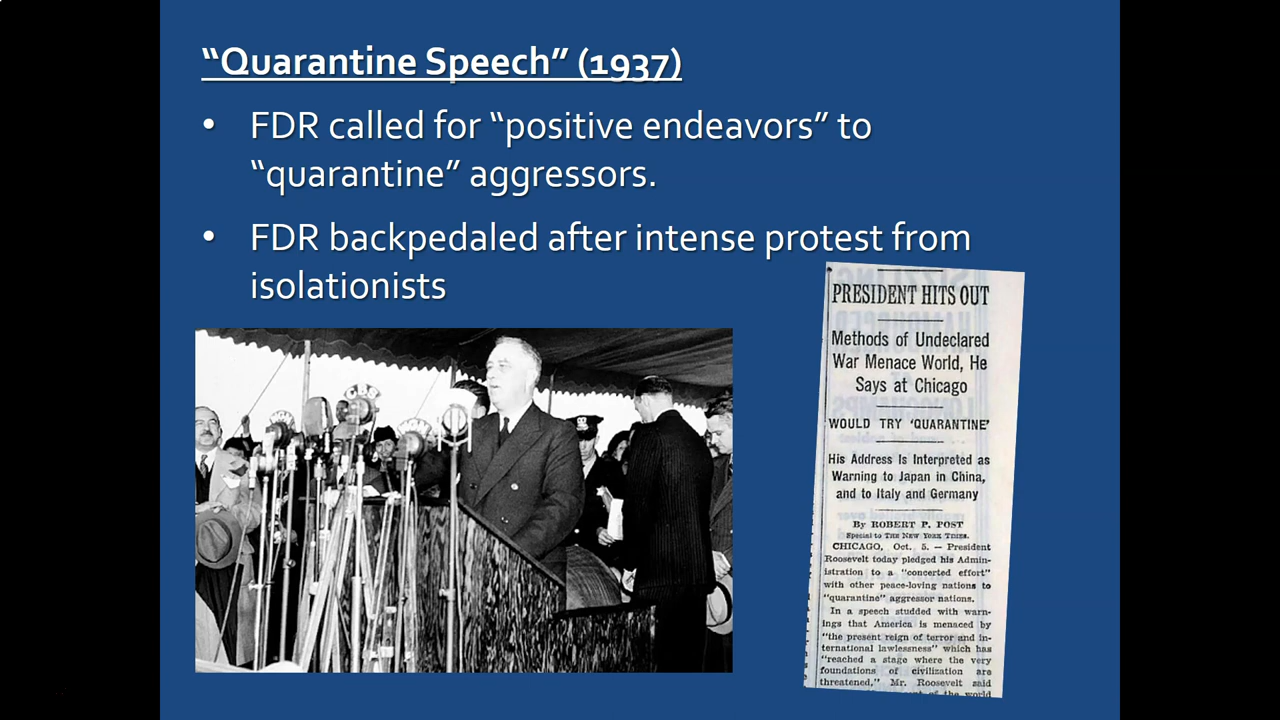 “Quarantine Speech” (1937)
• FDR called for “positive endeavors” to
“quarantine” aggressors.
• FDR backpedaled after intense protest from
isolationists
CBS
PRESIDENT HITS OUT
Methods of Undeclared
War Menace World, He
Says at Chicago
WOULD TRY 'QUARANTINE'
His Address Is Interpreted as
Warning to Japan in China,
and to Italy and Germany
By ROBERT P. POST
Special to THE NEW YORK TIMES.
CHICAGO, Oct. 5. — President
Roosevelt today pledged his Admin-
istration to a "concerted effort"
with other peace-loving nations to
"quarantine" aggressor nations.
In a speech studded with warn-
ings that America is menaced by
"the present reign of terror and in-
ternational lawlessness" which has
"reached a stage where the very
foundations of civilization are
threatened," Mr. Roosevelt said
of the world